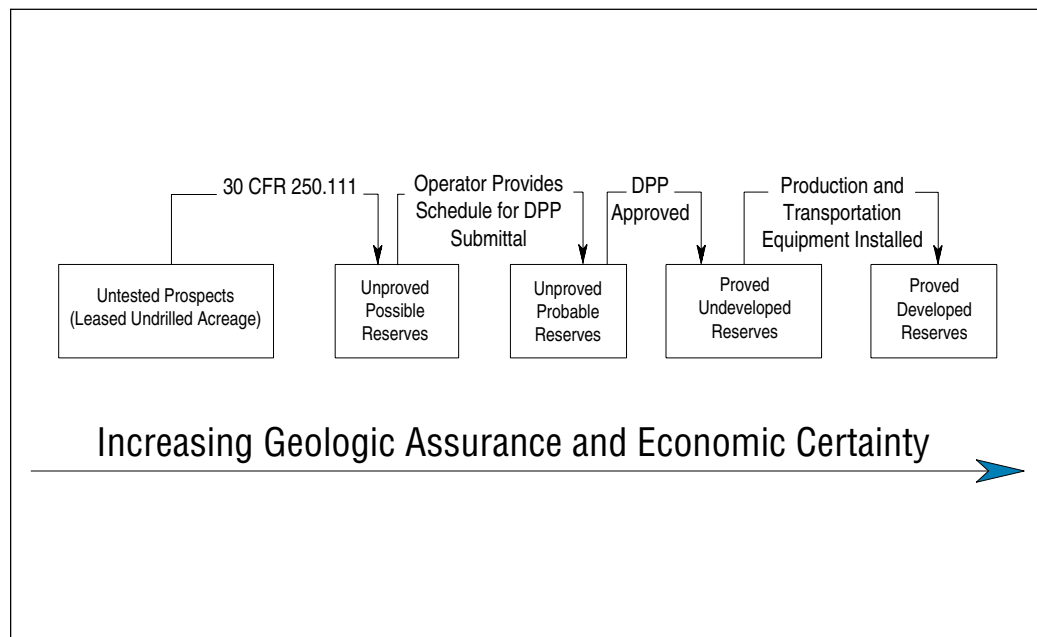 30 CFR 250.111
Operator Provides
Schedule for DPP
Submittal
DPP
Approved
Production and
Transportation
Equipment Installed
Untested Prospects
(Leased Undrilled Acreage)
Unproved
Possible
Reserves
Unproved
Probable
Reserves
Proved
Undeveloped
Reserves
Proved
Developed
Reserves
Increasing Geologic Assurance and Economic Certainty